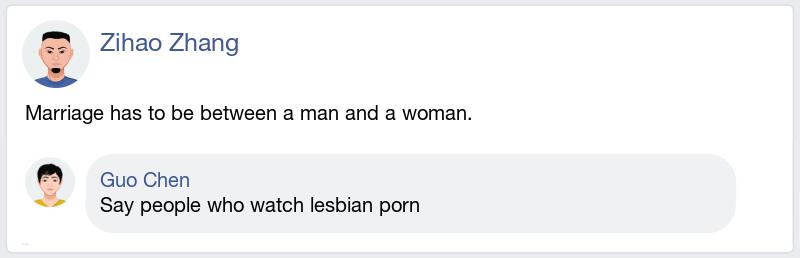 Zihao Zhang
Marriage has to be between a man and a woman.
Guo Chen
Say people who watch lesbian porn